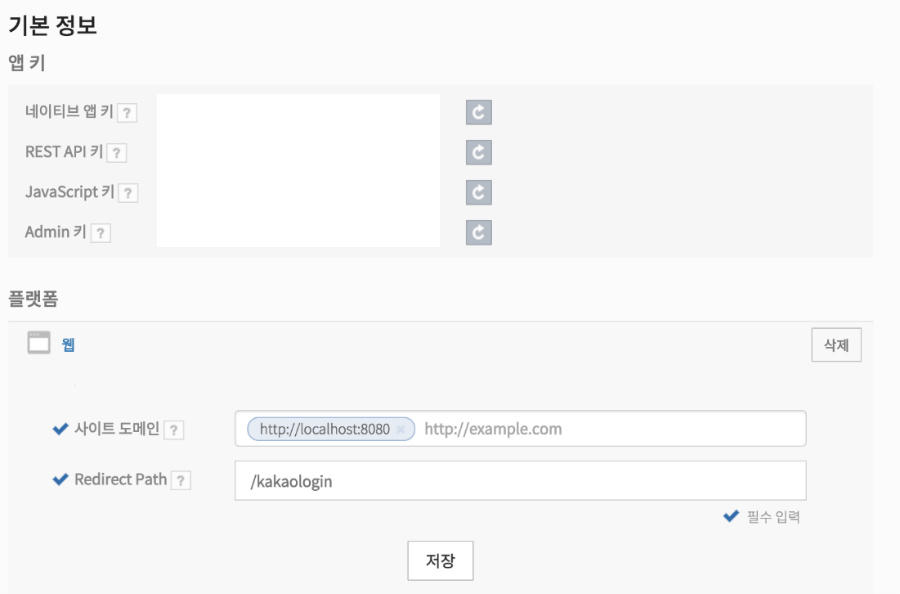 기본 정보
앱 키
네이티브 앱 키 ?
REST API 키 ?
JavaScript 키 ?
Admin 키 ?
플랫폼
웹
삭제
사이트 도메인 ? http://localhost:8080 × http://example.com
Redirect Path ? /kakaologin
필수 입력
저장